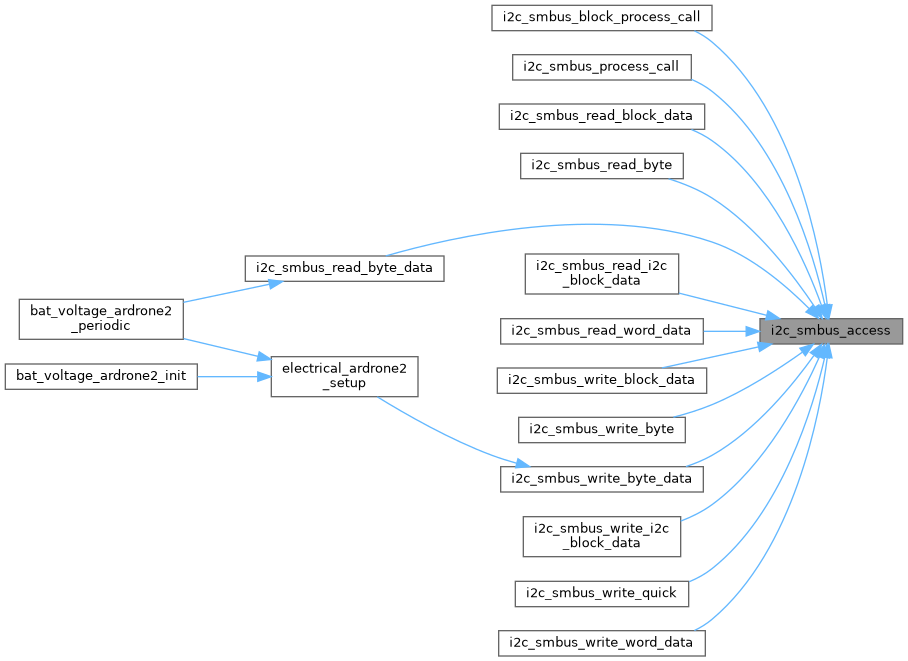 i2c_smbus_block_process_call
i2c_smbus_process_call
i2c_smbus_read_block_data
i2c_smbus_read_byte
i2c_smbus_read_byte_data
i2c_smbus_read_i2c
_block_data
bat_voltage_ardrone2
_periodic
i2c_smbus_read_word_data
i2c_smbus_access
electrical_ardrone2
_setup
bat_voltage_ardrone2_init
i2c_smbus_write_block_data
i2c_smbus_write_byte
i2c_smbus_write_byte_data
i2c_smbus_write_i2c
_block_data
i2c_smbus_write_quick
i2c_smbus_write_word_data